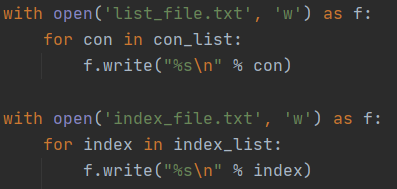 with open('list_file.txt', 'w') as f:
    for con in con_list:
        f.write("%s\n" % con)

with open('index_file.txt', 'w') as f:
    for index in index_list:
        f.write("%s\n" % index)